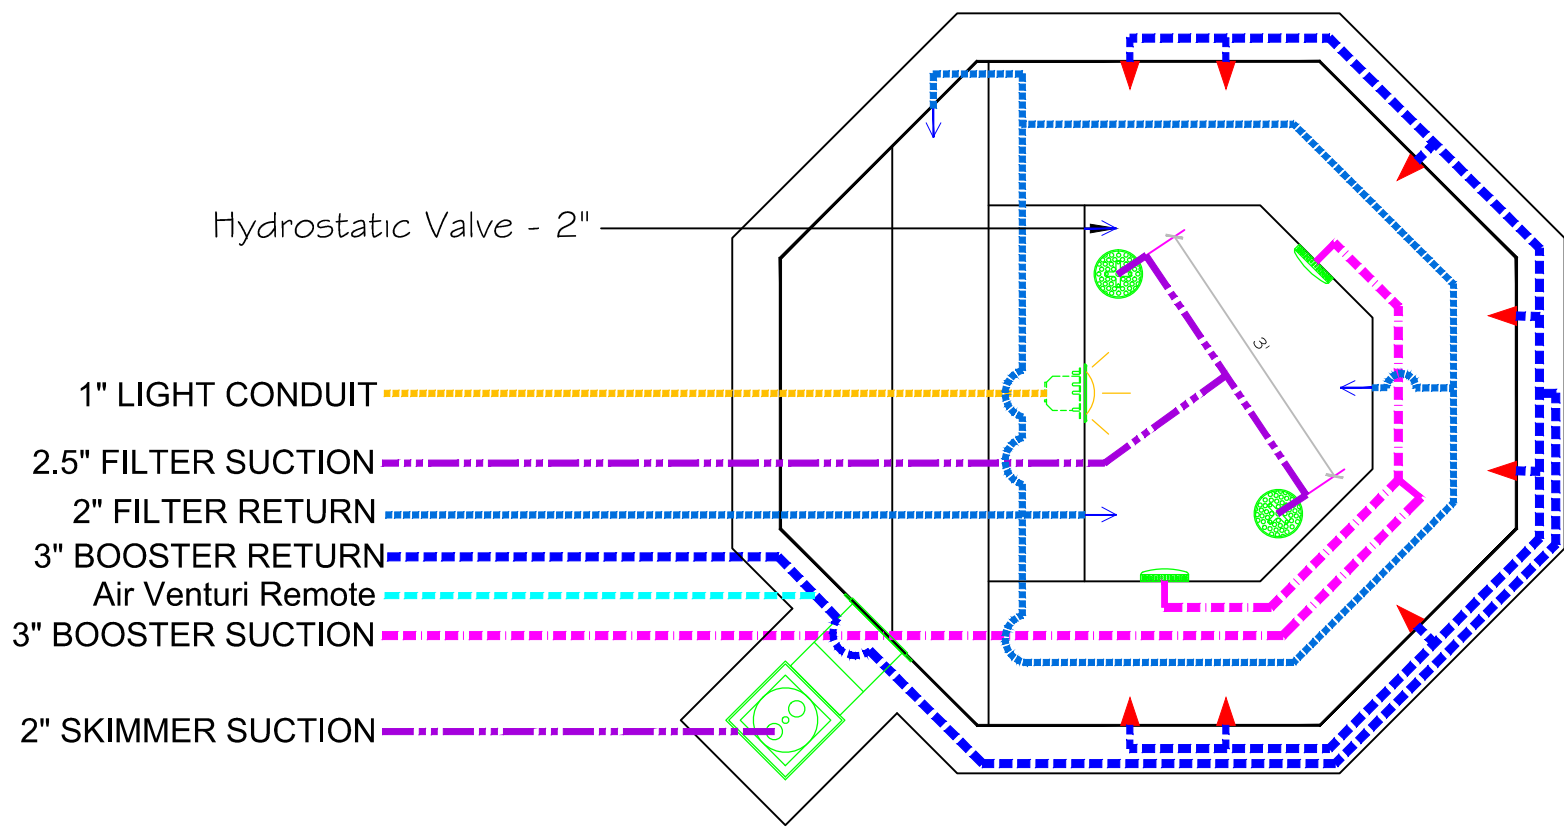 Hydrostatic Valve - 2"
3'
1" LIGHT CONDUIT
2.5" FILTER SUCTION
2" FILTER RETURN
3" BOOSTER RETURN
Air Venturi Remote
3" BOOSTER SUCTION
2" SKIMMER SUCTION